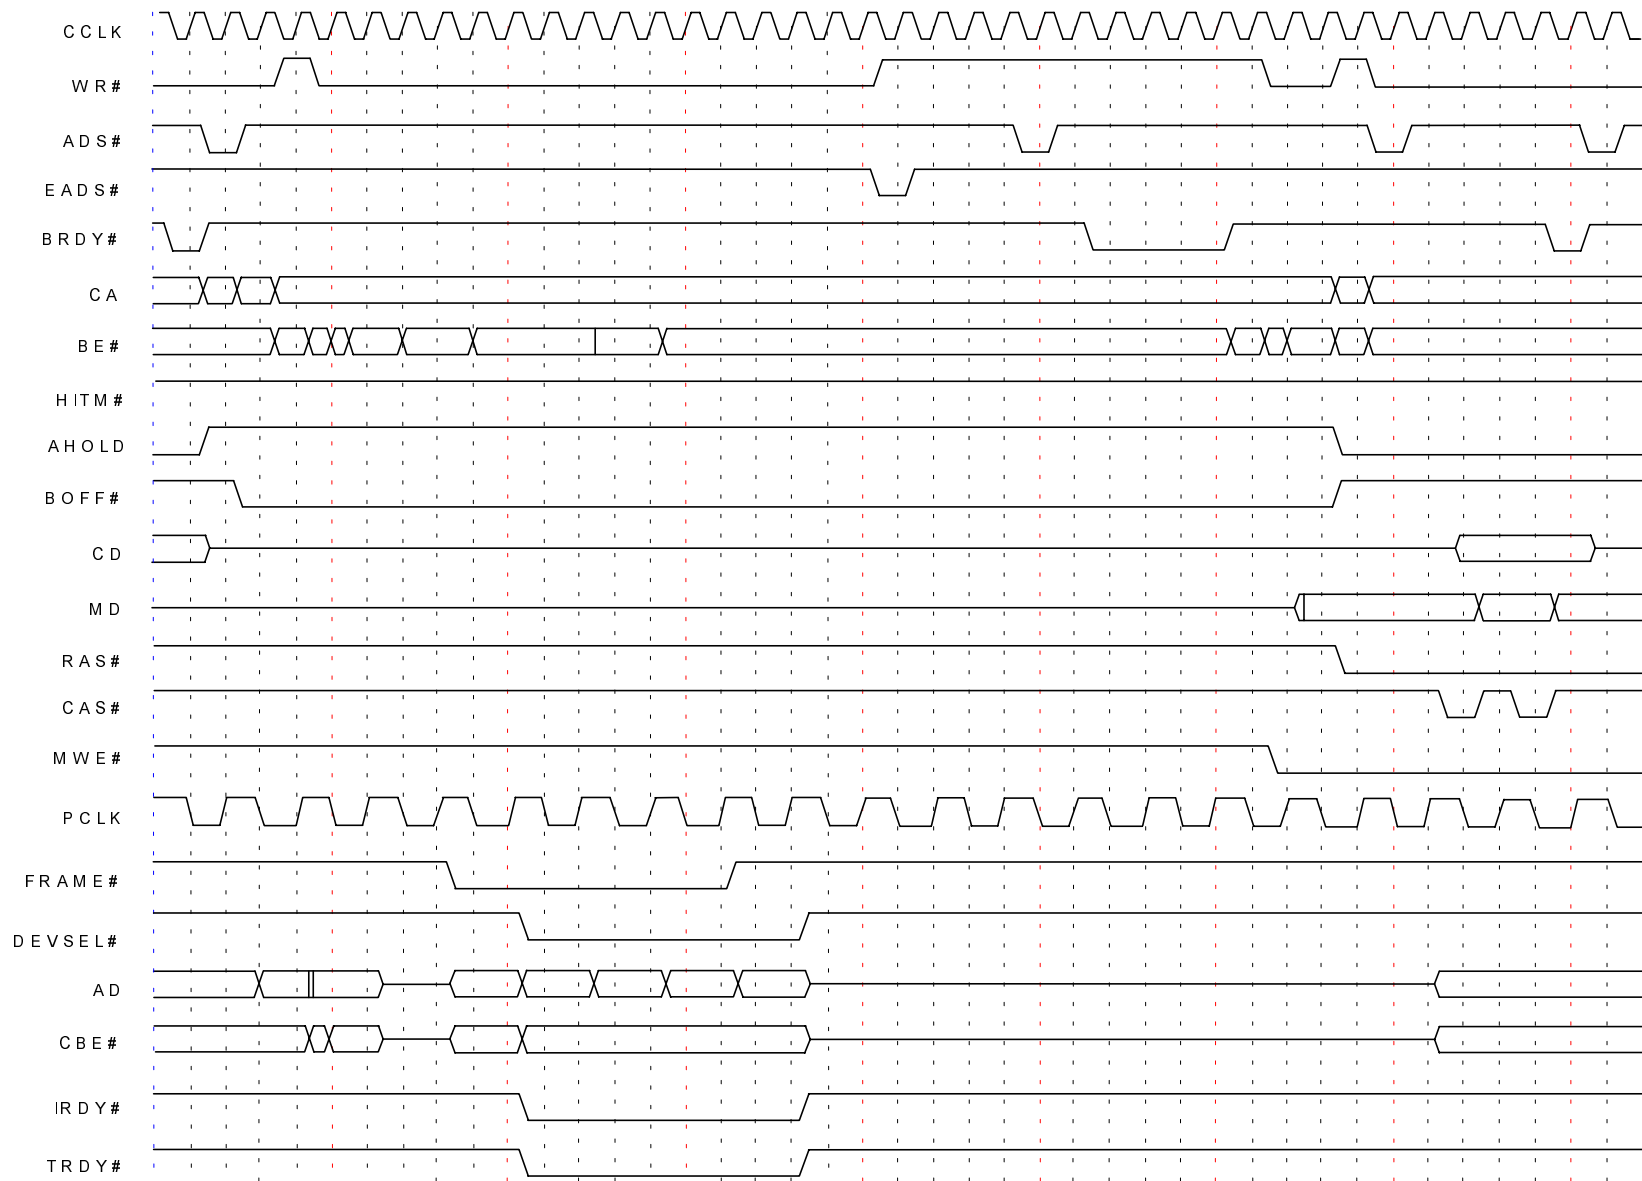 CCLK
WR#
ADS#
EADS#
BRDY#
CA
BE#
HITM#
AHOLD
BOFF#
CD
MD
RAS#
CAS#
MWE#
PCLK
FRAME#
DEVSEL#
AD
CBE#
IRDY#
TRDY#